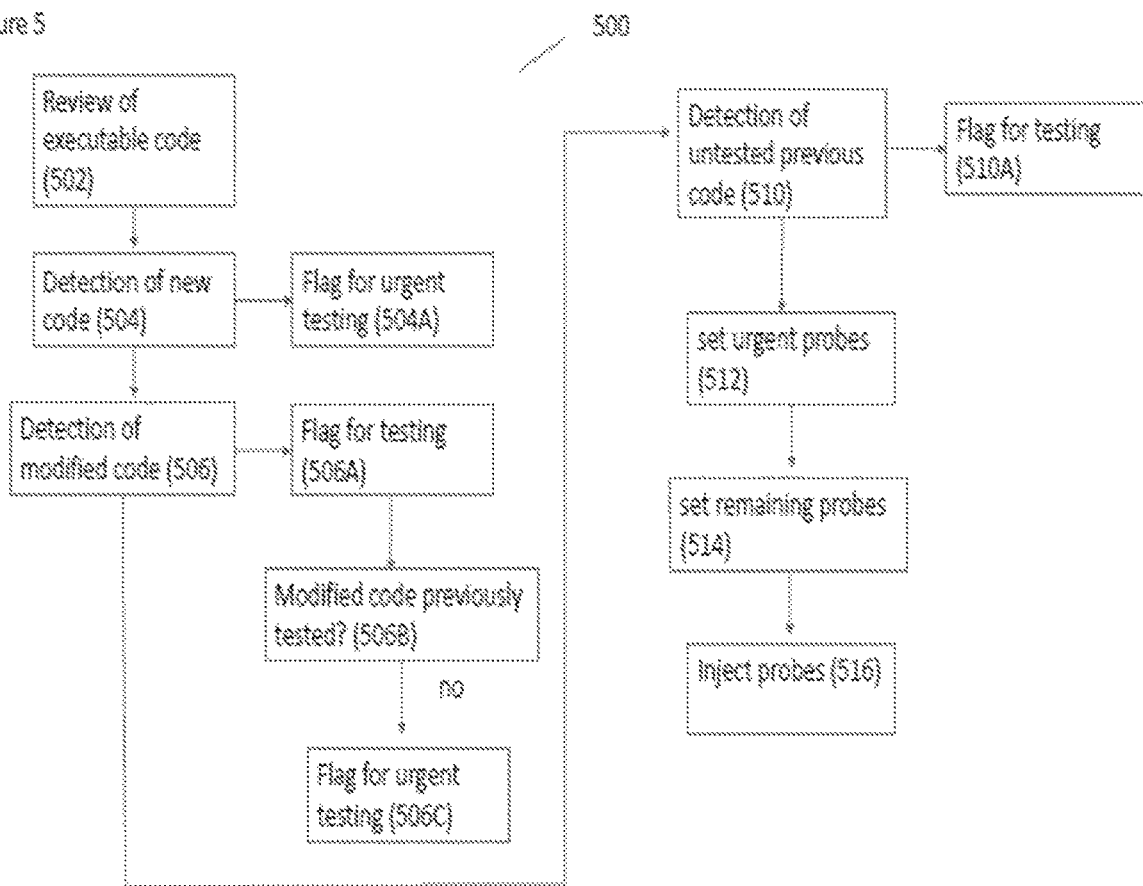 ure 5
500
Review of
executable code
(502)
Detection of new
code (504)
Flag for urgent
testing (504A)
Detection of
modified code (506)
Flag for testing
(506A)
Modified code previously
tested? (506B)
no
Flag for urgent
testing (506C)
Detection of
untested previous
code (510)
Flag for testing
(510A)
set urgent probes
(512)
set remaining probes
(514)
Inject probes (516)